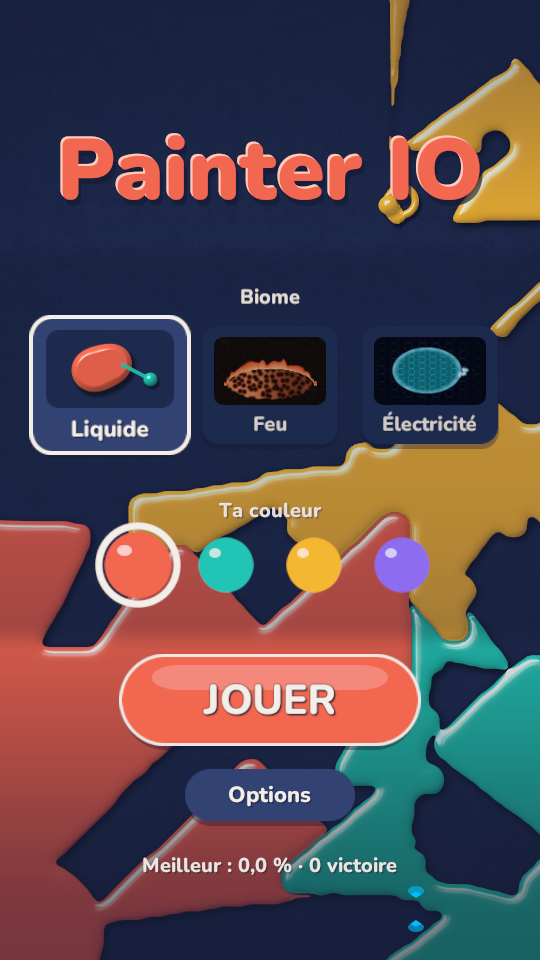 Painter IO
Biome
Liquide
Feu
Électricité
Ta couleur
JOUER
Options
Meilleur : 0,0 % · 0 victoire